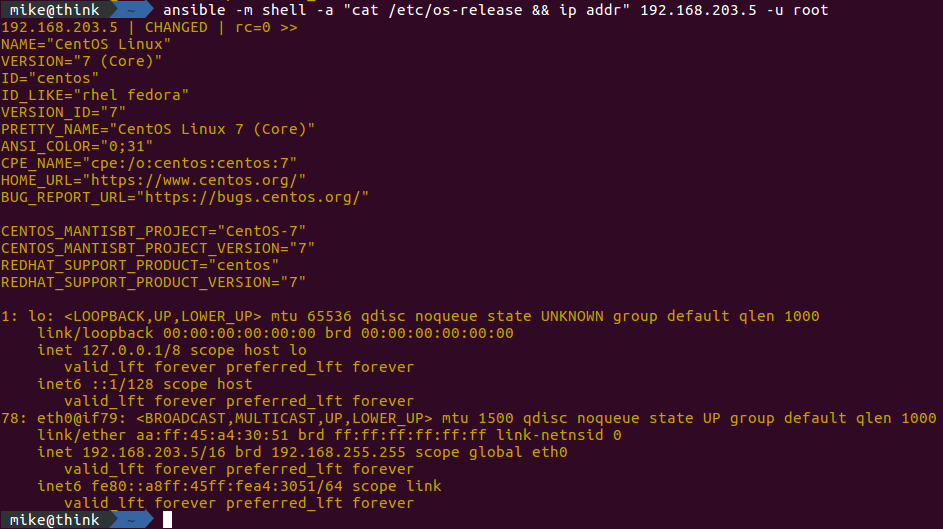 mike@think ~ ansible -m shell -a "cat /etc/os-release && ip addr" 192.168.203.5 -u root
192.168.203.5 | CHANGED | rc=0 >>
NAME="CentOS Linux"
VERSION="7 (Core)"
ID="centos"
ID_LIKE="rhel fedora"
VERSION_ID="7"
PRETTY_NAME="CentOS Linux 7 (Core)"
ANSI_COLOR="0;31"
CPE_NAME="cpe:/o:centos:centos:7"
HOME_URL="https://www.centos.org/"
BUG_REPORT_URL="https://bugs.centos.org/"

CENTOS_MANTISBT_PROJECT="CentOS-7"
CENTOS_MANTISBT_PROJECT_VERSION="7"
REDHAT_SUPPORT_PRODUCT="centos"
REDHAT_SUPPORT_PRODUCT_VERSION="7"

1: lo: <LOOPBACK,UP,LOWER_UP> mtu 65536 qdisc noqueue state UNKNOWN group default qlen 1000
    link/loopback 00:00:00:00:00:00 brd 00:00:00:00:00:00
    inet 127.0.0.1/8 scope host lo
       valid_lft forever preferred_lft forever
    inet6 ::1/128 scope host
       valid_lft forever preferred_lft forever
78: eth0@if79: <BROADCAST,MULTICAST,UP,LOWER_UP> mtu 1500 qdisc noqueue state UP group default qlen 1000
    link/ether aa:ff:45:a4:30:51 brd ff:ff:ff:ff:ff:ff link-netnsid 0
    inet 192.168.203.5/16 brd 192.168.255.255 scope global eth0
       valid_lft forever preferred_lft forever
    inet6 fe80::a8ff:45ff:fea4:3051/64 scope link
       valid_lft forever preferred_lft forever
mike@think ~